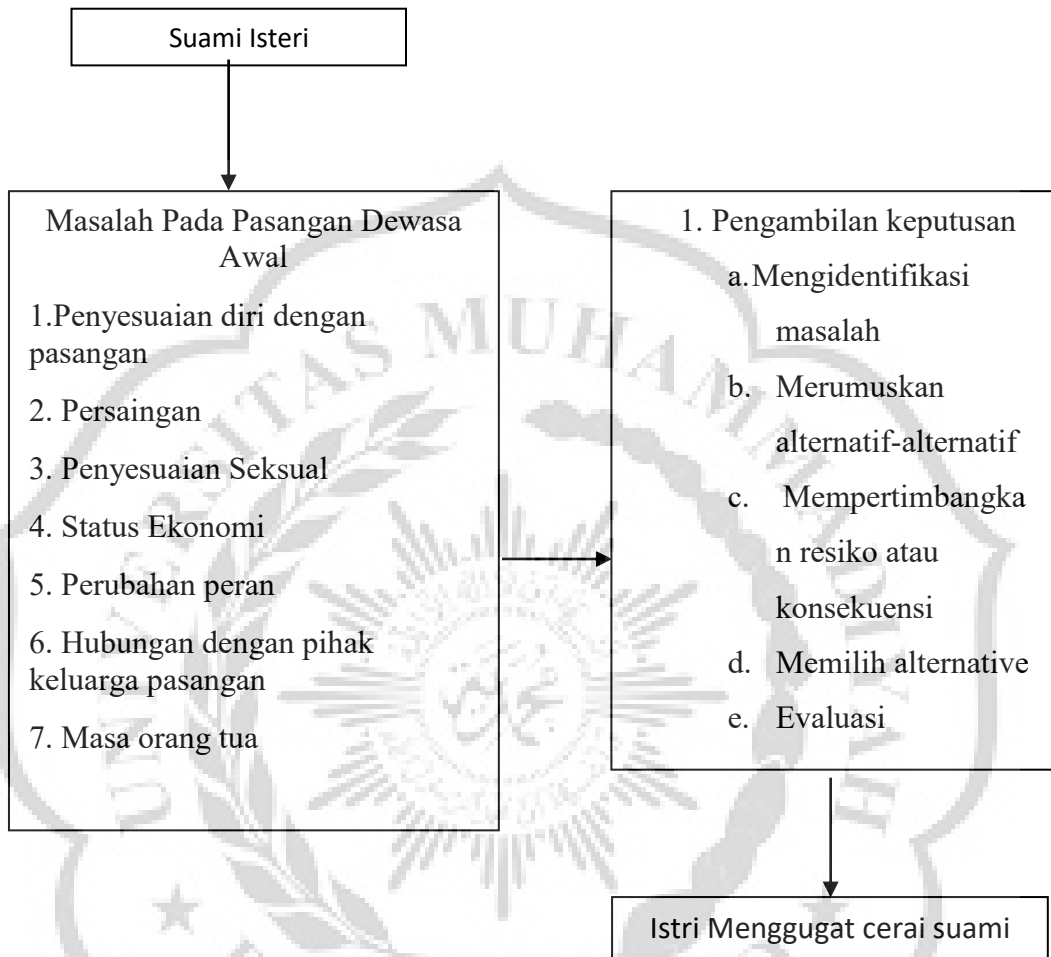 Suami Isteri
Masalah Pada Pasangan Dewasa
Awal
1.Penyesuaian diri dengan
pasangan
2. Persaingan
3. Penyesuaian Seksual
4. Status Ekonomi
5. Perubahan peran
6. Hubungan dengan pihak
keluarga pasangan
7. Masa orang tua
1. Pengambilan keputusan
a.Mengidentifikasi
masalah
b. Merumuskan
alternatif-alternatif
c. Mempertimbangka
n resiko atau
konsekuensi
d. Memilih alternative
e. Evaluasi
Istri Menggugat cerai suami
UNIVERSITAS MUHAMMADIYAH